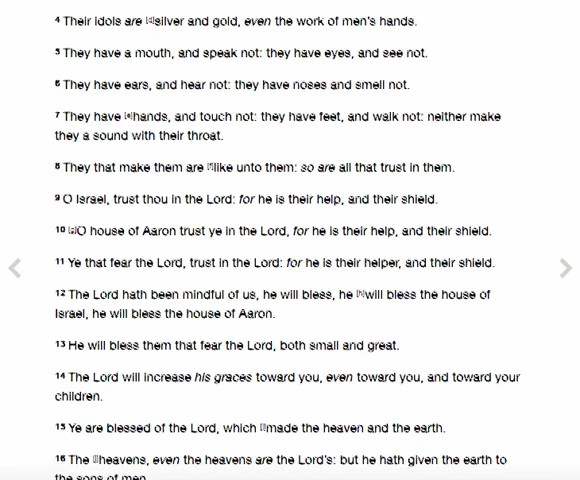 4 Their idols are [d]silver and gold, even the work of men's hands.
5 They have a mouth, and speak not: they have eyes, and see not.
6 They have ears, and hear not: they have noses and smell not.
7 They have [e]hands, and touch not: they have feet, and walk not: neither make
they a sound with their throat.
8 They that make them are [f]like unto them: so are all that trust in them.
9 O Israel, trust thou in the Lord: for he is their help, and their shield.
10 [g]O house of Aaron trust ye in the Lord, for he is their help, and their shield.
11 Ye that fear the Lord, trust in the Lord: for he is their helper, and their shield.
12 The Lord hath been mindful of us, he will bless, he [h]will bless the house of
Israel, he will bless the house of Aaron.
13 He will bless them that fear the Lord, both small and great.
14 The Lord will increase his graces toward you, even toward you, and toward your
children.
15 Ye are blessed of the Lord, which [i]made the heaven and the earth.
16 The [j]heavens, even the heavens are the Lord's: but he hath given the earth to
the sons of men